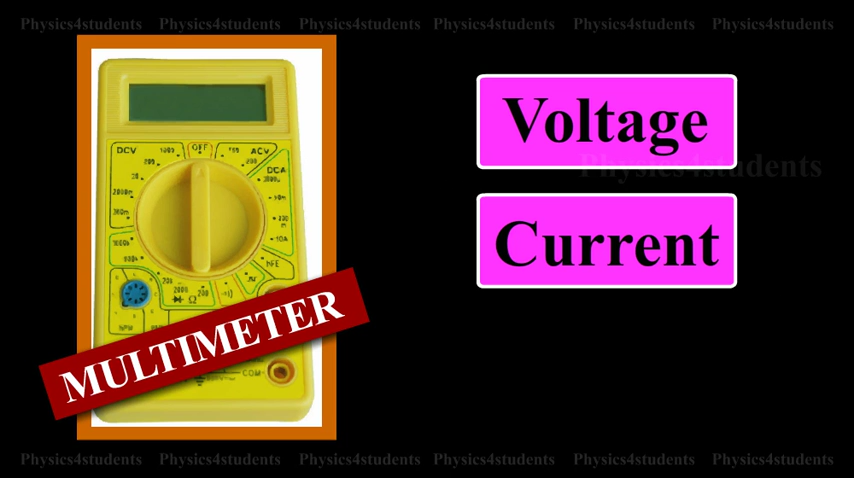 Physics4students Physics4students Physics4students Physics4students Physics4students Physics4students
Voltage
Physics4students
Current
DCV
OFF
ACV
DCA
10A
hFE
Ω
COM
MULTIMETER
Physics4students Physics4students Physics4students Physics4students Physics4students Physics4students